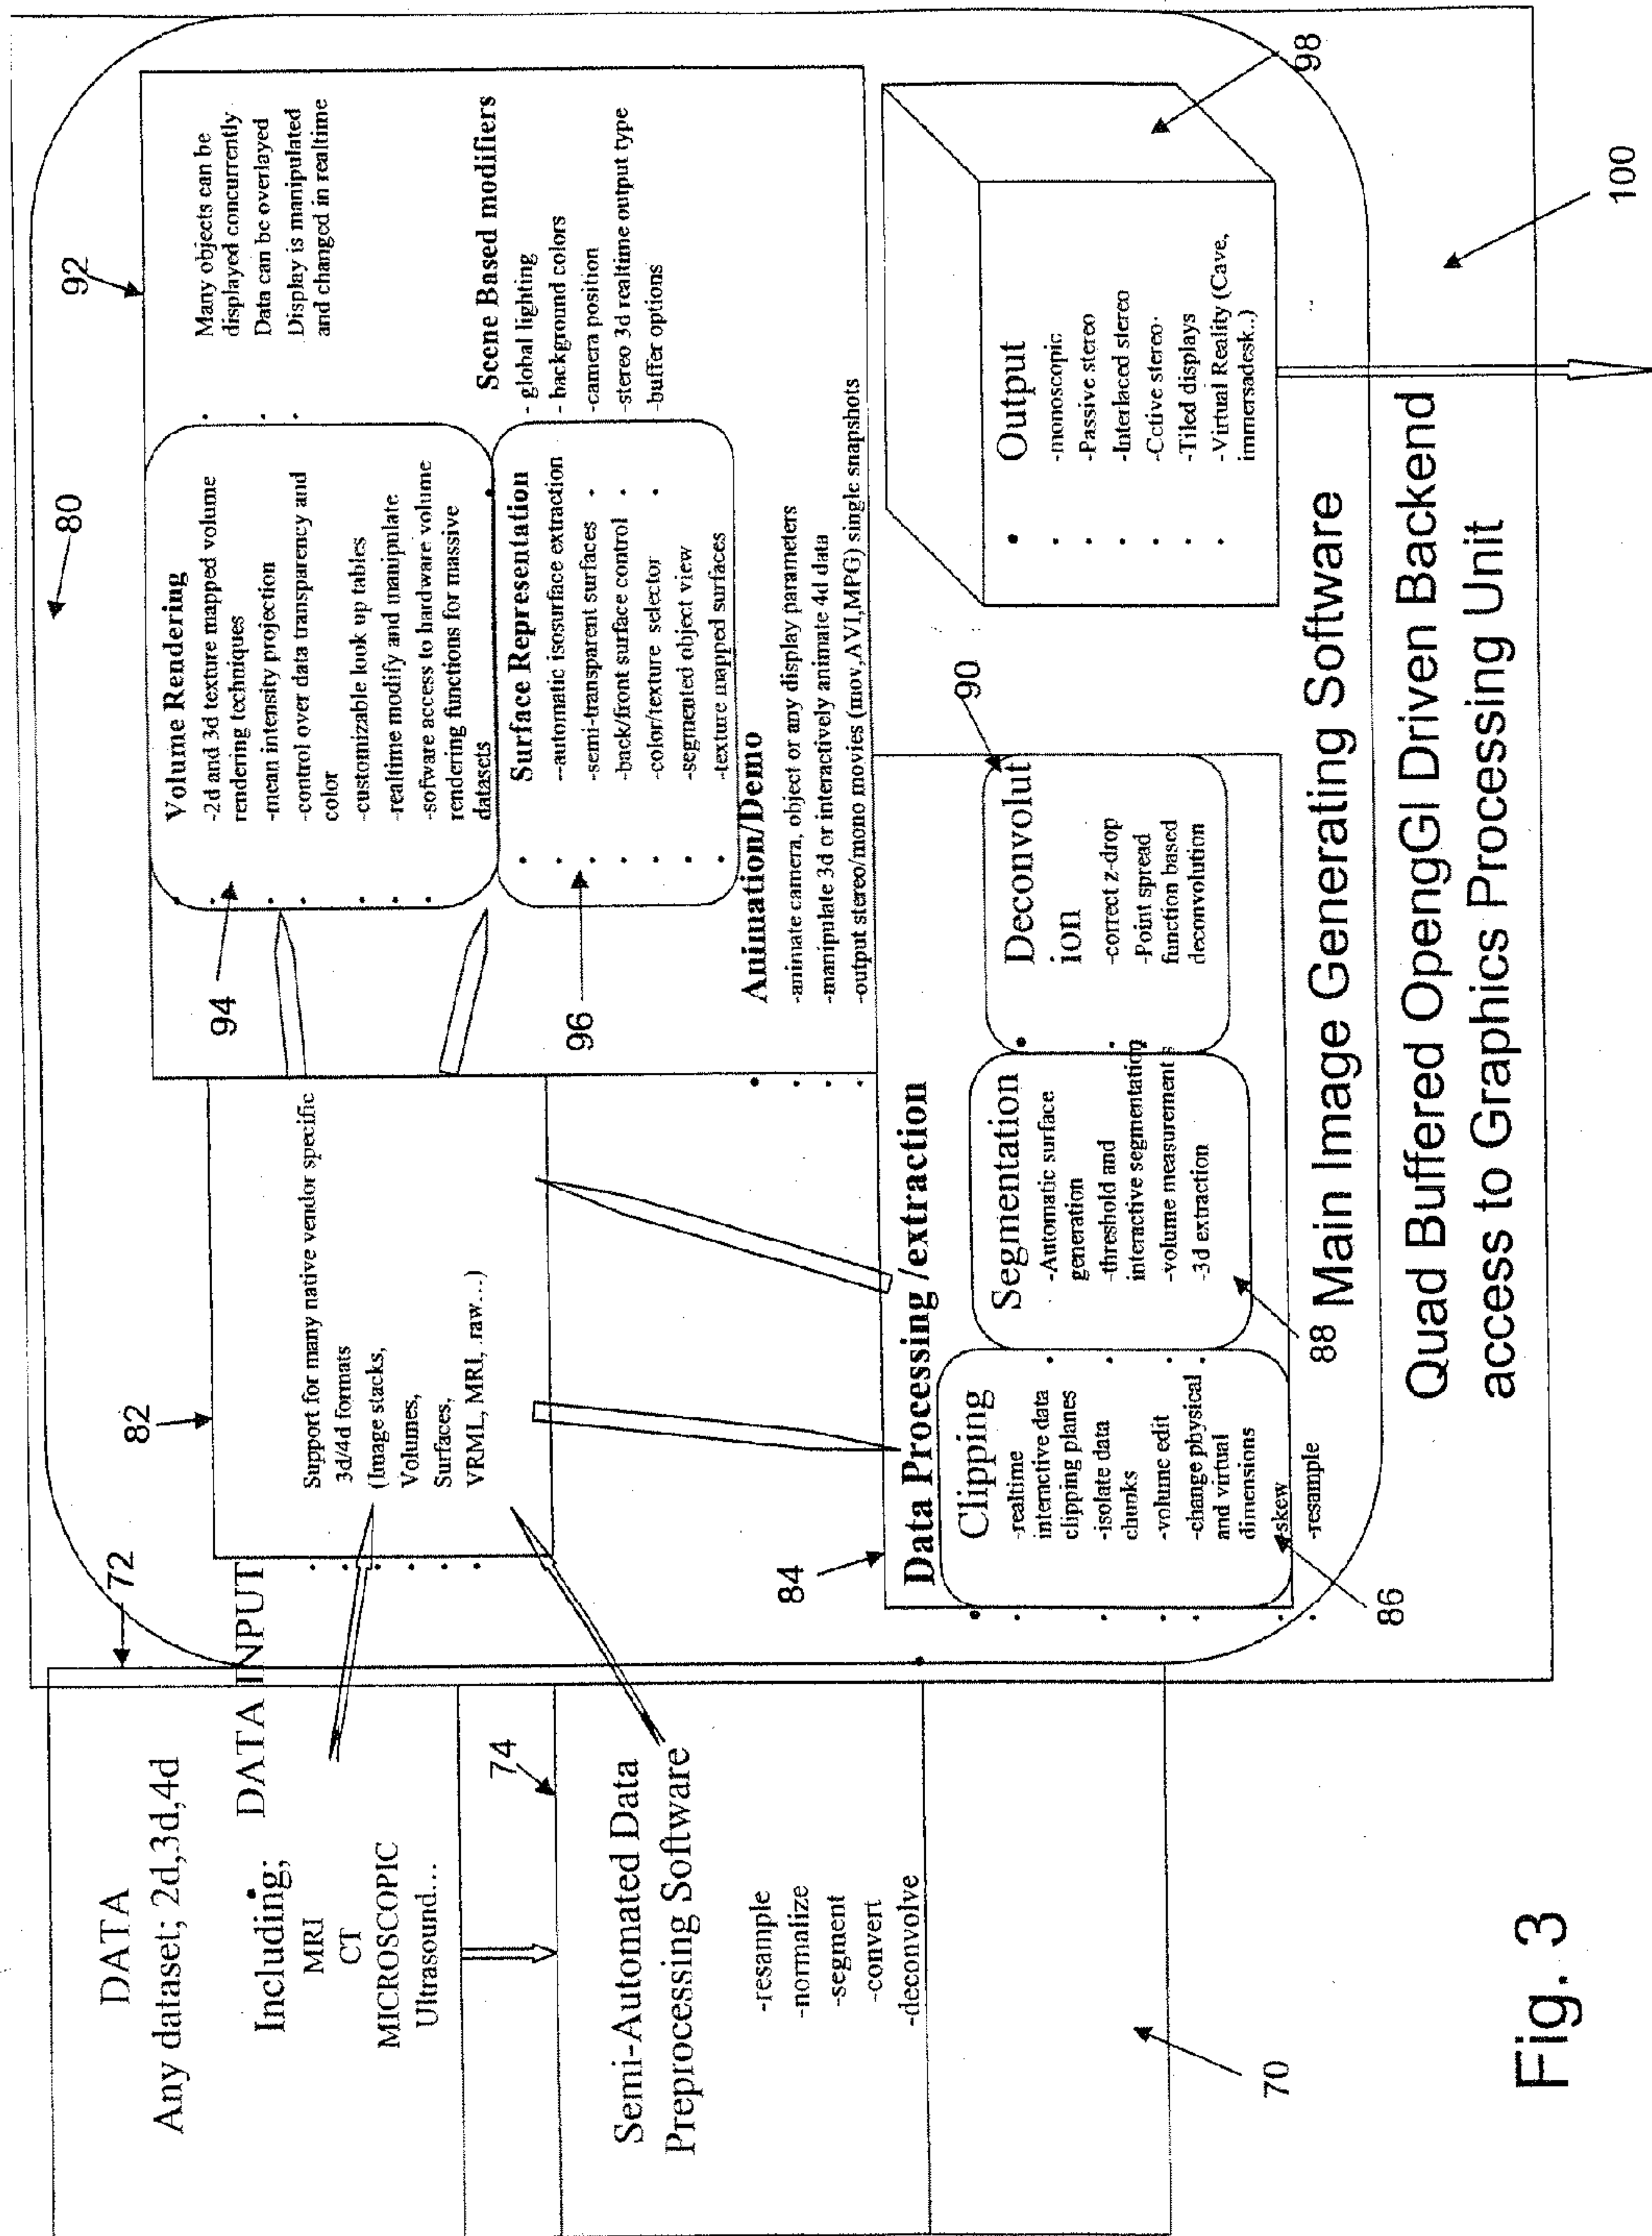 DATA
Any dataset; 2d,3d,4d
DATA INPUT
Including;
MRI
CT
MICROSCOPIC
Ultrasound...
72
74
Semi-Automated Data
Preprocessing Software
-resample
-normalize
-segment
-convert
-deconvolve
70
80
82
Support for many native vendor specific
3d/4d formats
(Image stacks,
Volumes,
Surfaces,
VRML, MRI, .raw...)
92
94
Volume Rendering
-2d and 3d texture mapped volume
rendering techniques
-mean intensity projection
-control over data transparency and
color
-customizable look up tables
-realtime modify and manipulate
-sofware access to hardware volume
rendering functions for massive
datasets
Many objects can be
displayed concurrently
Data can be overlayed
Display is manipulated
and changed in realtime
96
Surface Representation
--automatic isosurface extraction
-semi-transparent surfaces
-back/front surface control
-color/texture selector
-segmented object view
-texture mapped surfaces
Scene Based modifiers
- global lighting
- background colors
-camera position
-stereo 3d realtime output type
-buffer options
Animation/Demo
-animate camera, object or any display parameters
-manipulate 3d or interactively animate 4d data
-output stereo/mono movies (mov,AVI,MPG) single snapshots
84
Data Processing /extraction
Clipping
-realtime
internctive data
clipping planes
-isolate data
chunks
-volume edit
-change physical
and virtual
dimensions
-skew
-resample
86
Segmentation
-Automatic surface
generation
-threshold and
interactive segmentation
-volume measurements
-3d extraction
88
90
Deconvolut
ion
-correct z-drop
-Point spread
function based
deconvolution
Output
-monoscopic
-Passive stereo
-Interlaced stereo
-Cctive stereo
-Tiled displays
-Virtual Reality (Cave,
immersadesk..)
98
Main Image Generating Software
Quad Buffered OpengGl Driven Backend
access to Graphics Processing Unit
100
Fig. 3